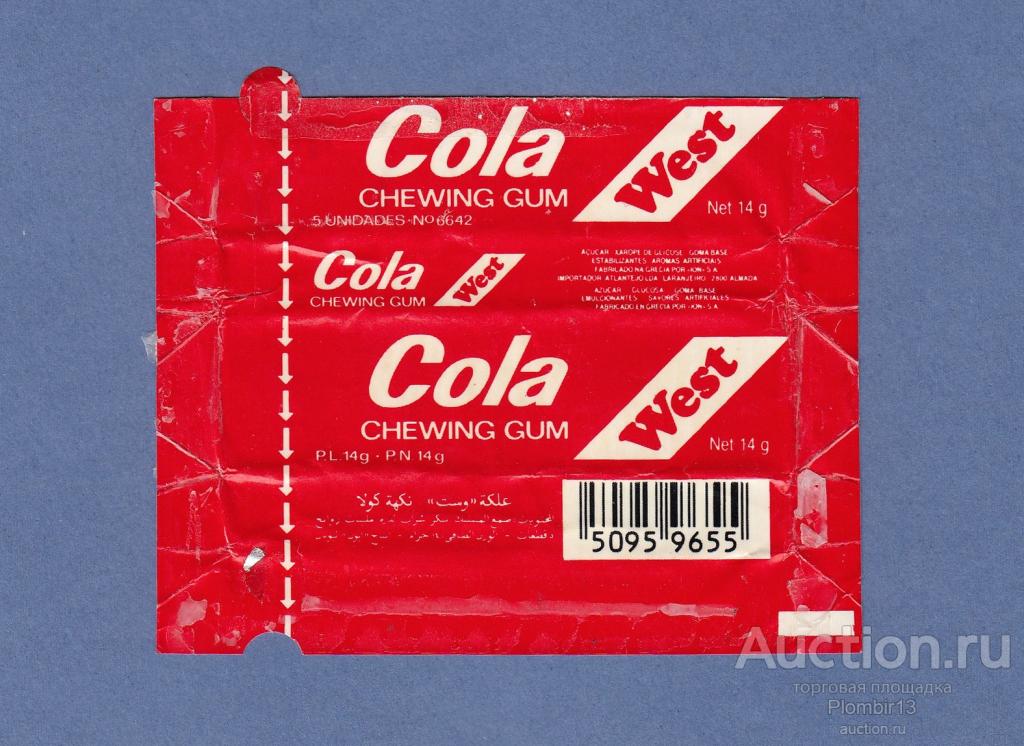 Cola
CHEWING GUM
West
Net 14 g
5 UNIDADES - Nº 6642
Cola
CHEWING GUM
West
AÇUCAR XAROPE DE GLICOSE GOMA BASE
ESTABILIZANTES AROMAS ARTIFICIAIS
FABRICADO NA GRECIA POR -ION- S.A.
IMPORTADOR ATLANTEJO LDA LARANJEIRO 2800 ALMADA
AZUCAR GLUCOSA GOMA BASE
EMULCIONANTES SAVORES ARTIFICIALES
FABRICADO EN GRECIA POR -ION- S.A.
Cola
CHEWING GUM
West
Net 14 g
P.L. 14g - P.N. 14g
علكة «وست» نكهة كولا
5095 9655
Auction.ru
торговая площадка
Plombir13
auction.ru